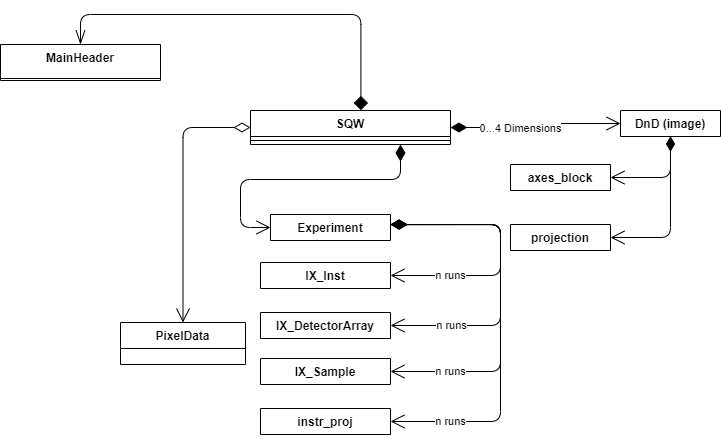 MainHeader
SQW
0...4 Dimensions
DnD (image)
axes_block
Experiment
projection
IX_Inst
n runs
IX_DetectorArray
n runs
PixelData
IX_Sample
n runs
instr_proj
n runs